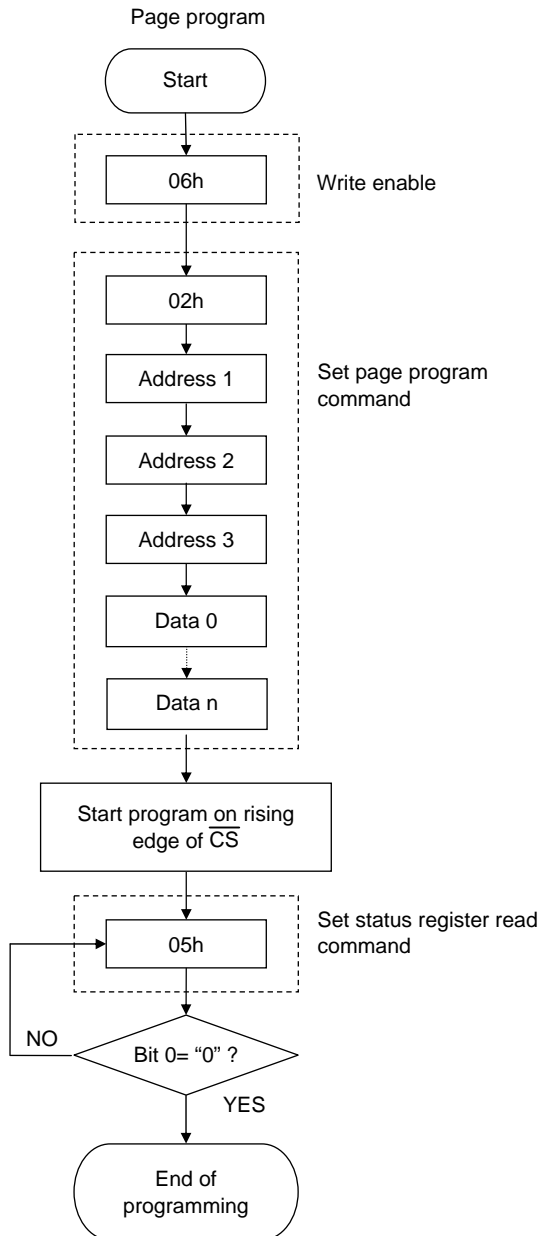 Page program
Start
06h
Write enable
02h
Address 1
Set page program
command
Address 2
Address 3
Data 0
Data n
Start program on rising
edge of C̅S̅
Set status register read
command
05h
NO
Bit 0= “0” ?
YES
End of
programming